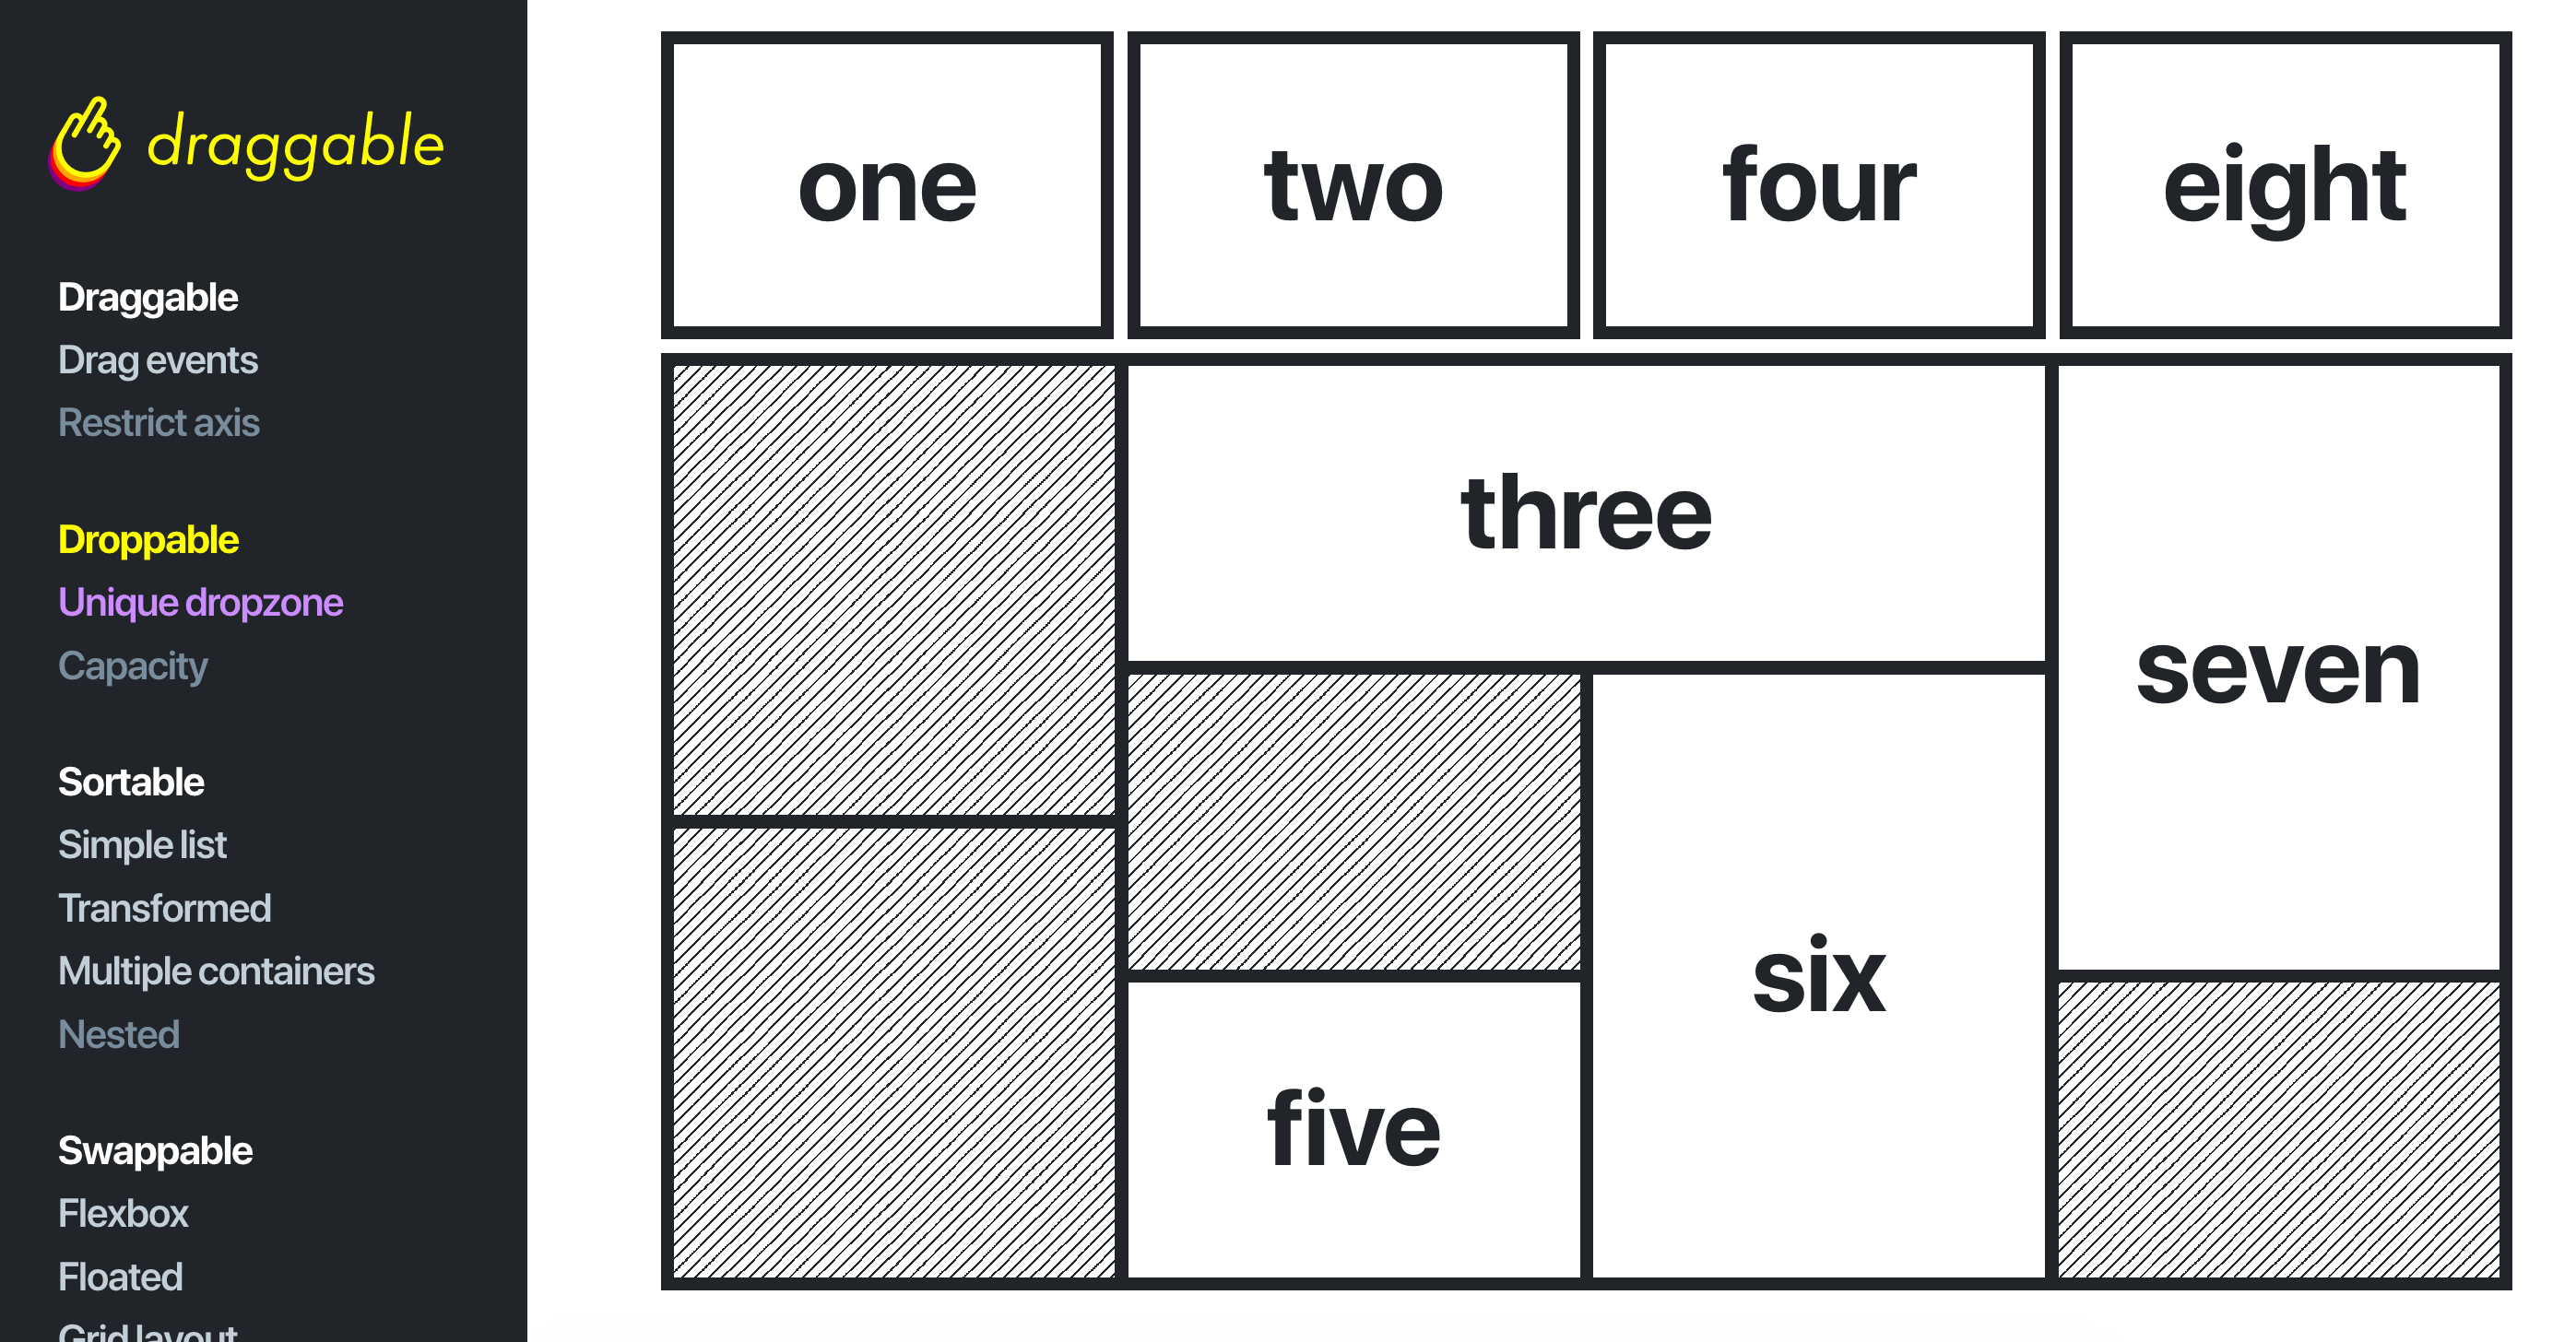 draggable
Draggable
Drag events
Restrict axis
Droppable
Unique dropzone
Capacity
Sortable
Simple list
Transformed
Multiple containers
Nested
Swappable
Flexbox
Floated
Grid layout
one
two
four
eight
three
seven
six
five